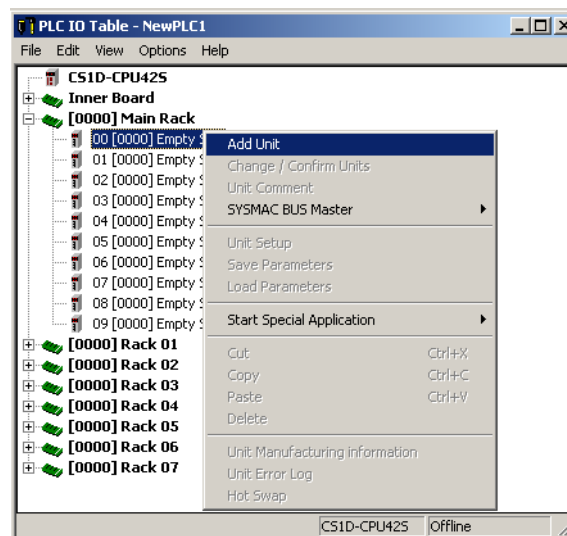 PLC IO Table - NewPLC1
File Edit View Options Help
CS1D-CPU42S
Inner Board
[0000] Main Rack
00 [0000] Empty S
01 [0000] Empty S
02 [0000] Empty S
03 [0000] Empty S
04 [0000] Empty S
05 [0000] Empty S
06 [0000] Empty S
07 [0000] Empty S
08 [0000] Empty S
09 [0000] Empty S
[0000] Rack 01
[0000] Rack 02
[0000] Rack 03
[0000] Rack 04
[0000] Rack 05
[0000] Rack 06
[0000] Rack 07
Add Unit
Change / Confirm Units
Unit Comment
SYSMAC BUS Master
Unit Setup
Save Parameters
Load Parameters
Start Special Application
Cut Ctrl+X
Copy Ctrl+C
Paste Ctrl+V
Delete
Unit Manufacturing information
Unit Error Log
Hot Swap
CS1D-CPU42S Offline